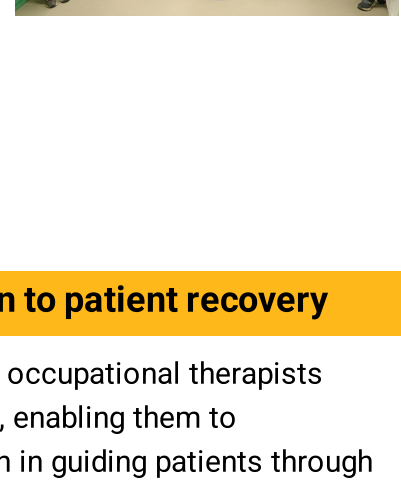 to patient recovery
occupational therapists
, enabling them to
in guiding patients through